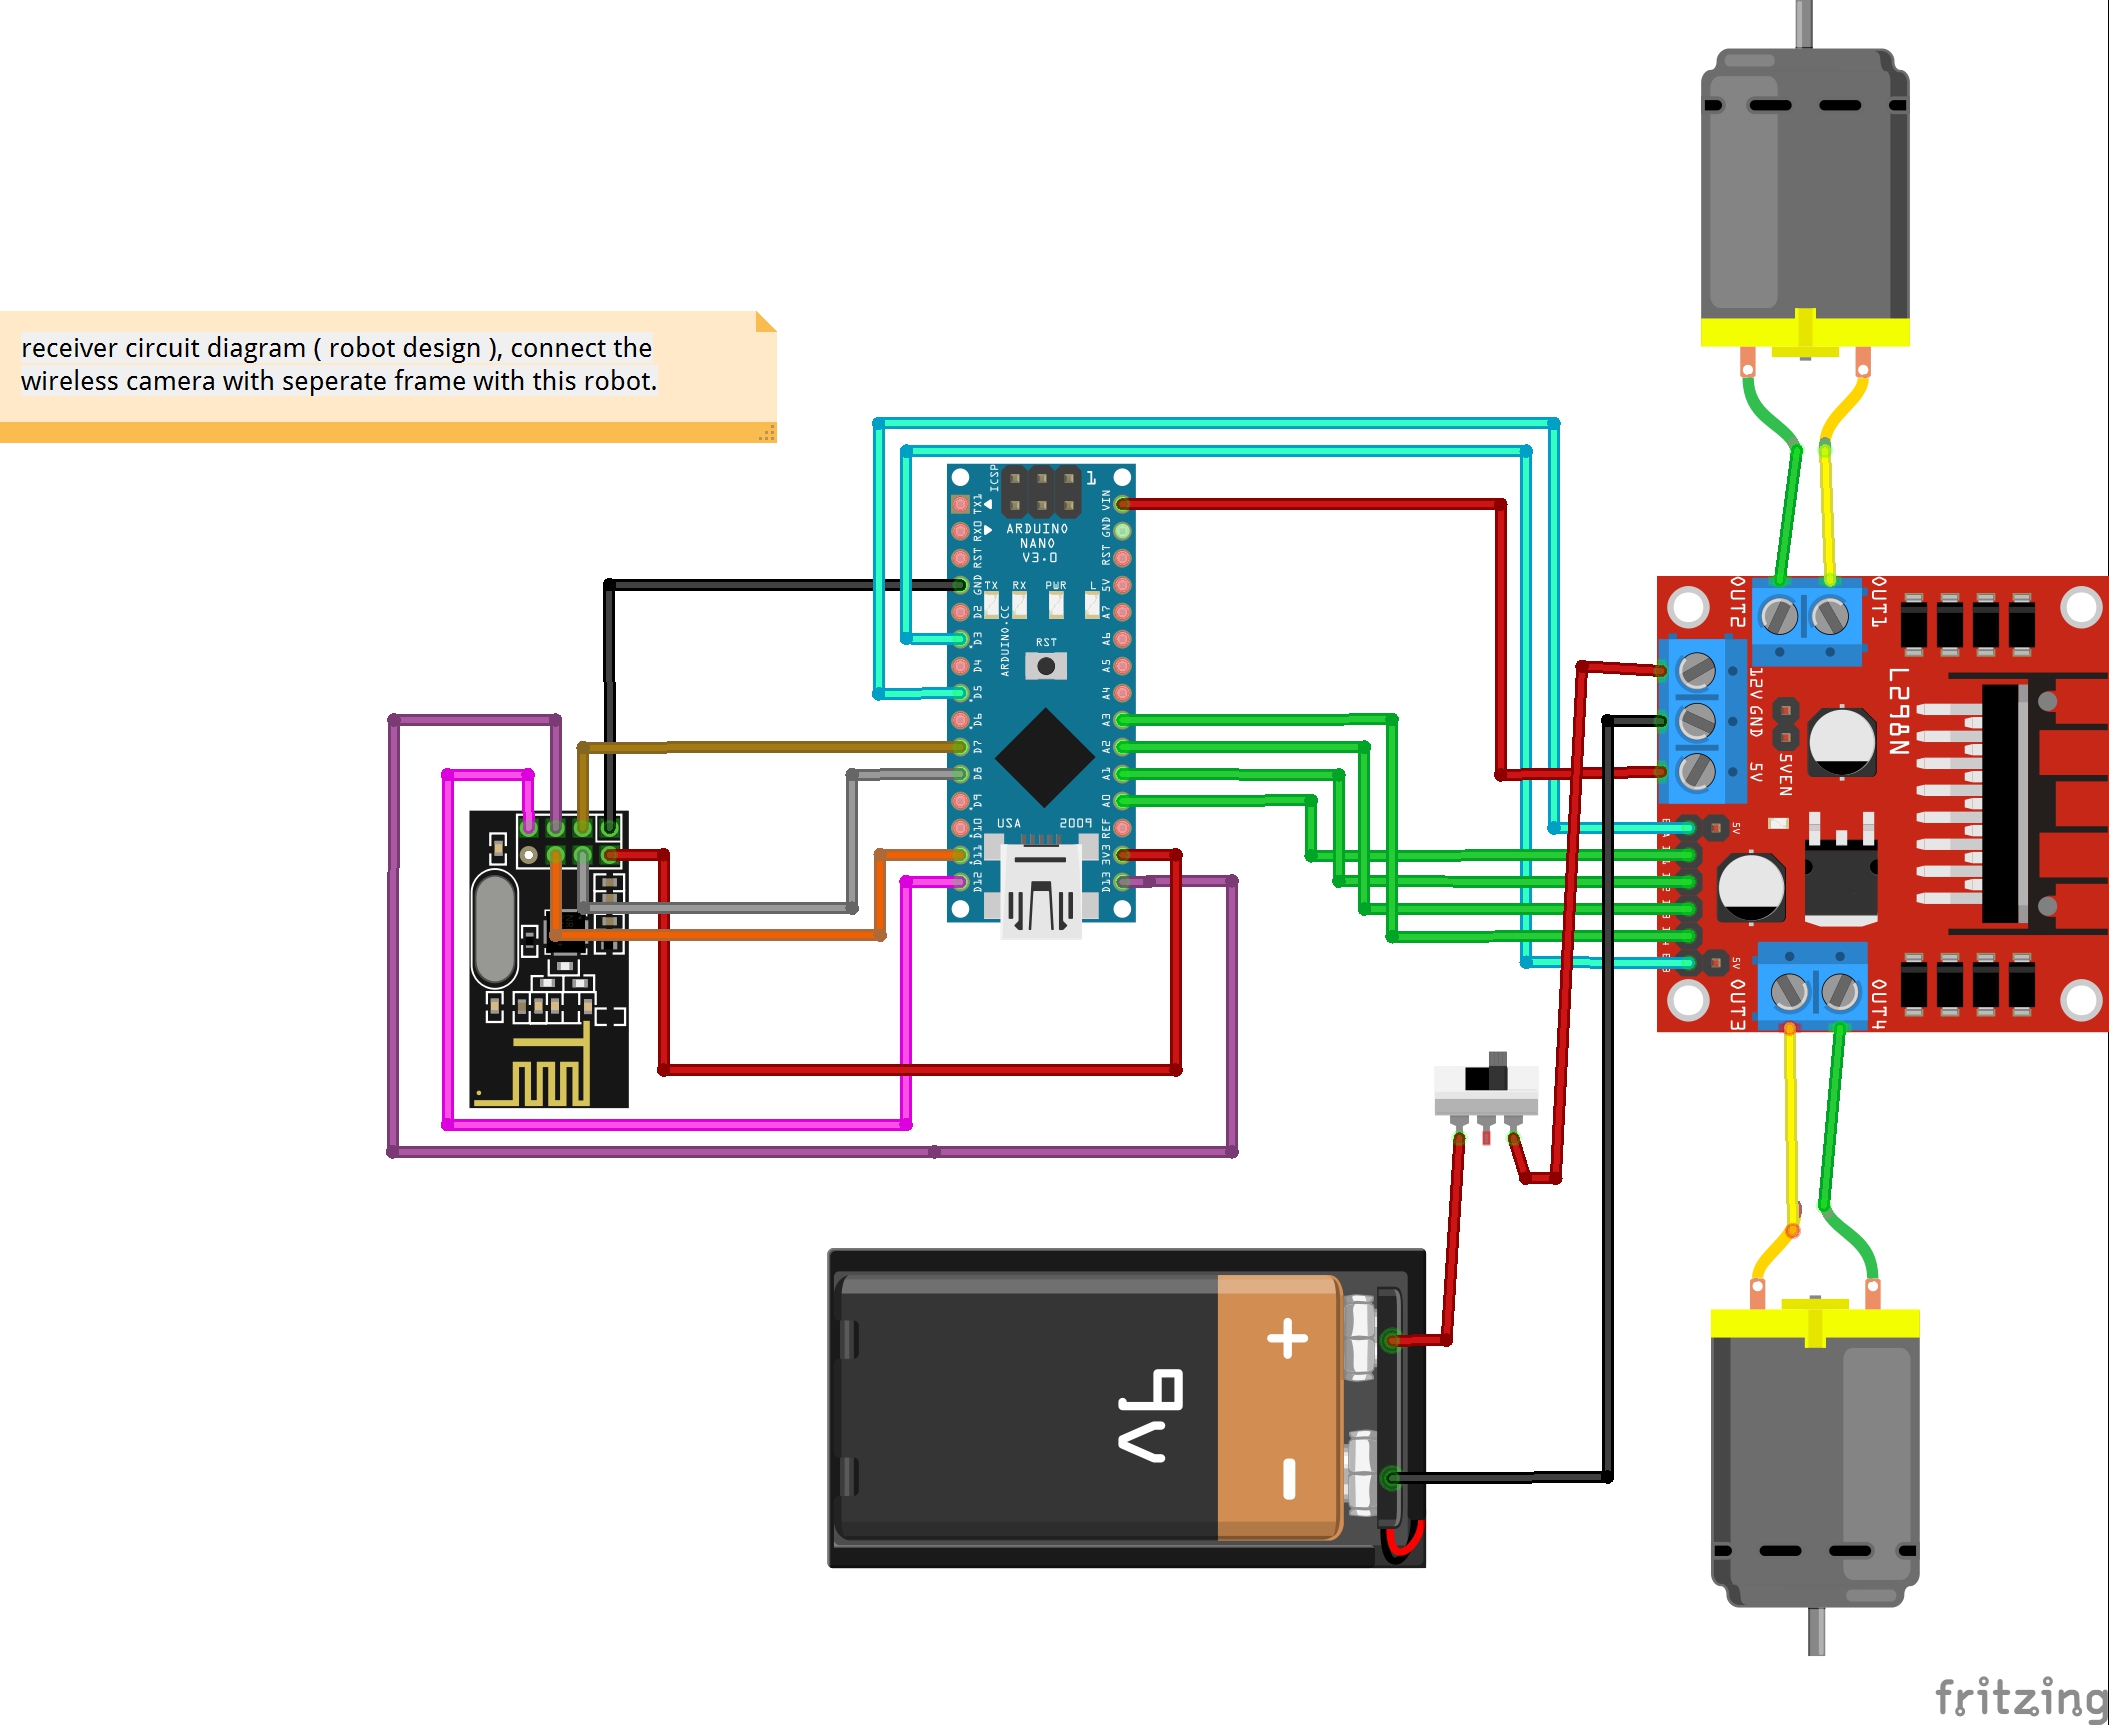 receiver circuit diagram ( robot design ), connect the
wireless camera with seperate frame with this robot.
ICSP
1
ARDUINO
NANO
V3.0
TX RX PWR L
RST
ARDUINO.CC
USA 2009
TX1
RX0
RST
GND
D2
D3
D4
D5
D6
D7
D8
D9
D10
D11
D12
VIN
GND
RST
5V
A7
A6
A5
A4
A3
A2
A1
A0
REF
3V3
D13
OUT2
OUT1
12V GND 5V
5VEN
L298N
5V
5V
OUT3
OUT4
+
9V
-
fritzing